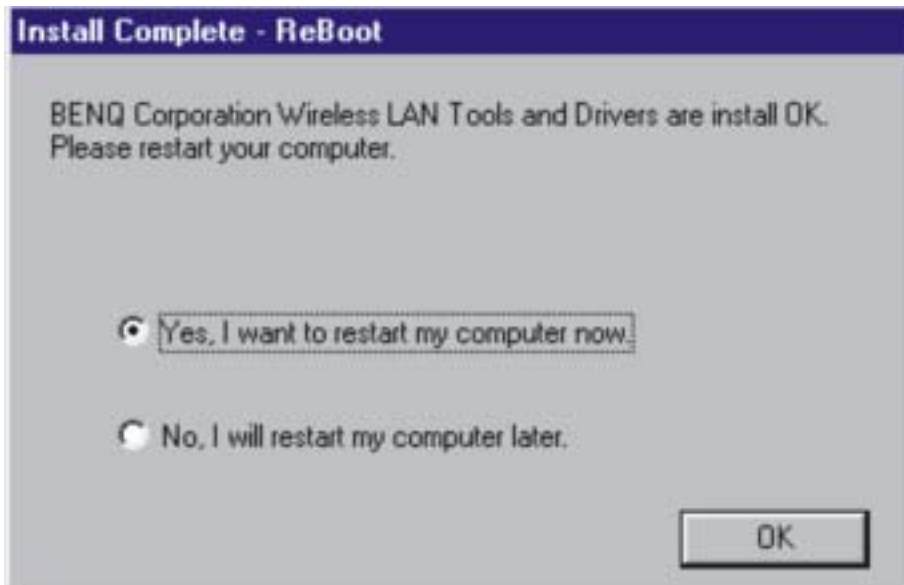 Install Complete - ReBoot
BENQ Corporation Wireless LAN Tools and Drivers are install OK.
Please restart your computer.
Yes, I want to restart my computer now.
No, I will restart my computer later.
OK